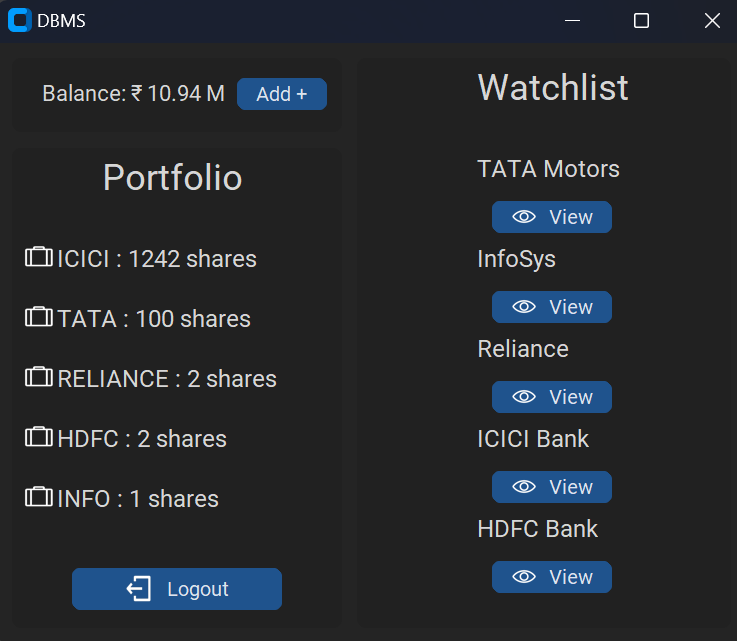 DBMS
Balance: ₹ 10.94 M
Add +
Portfolio
ICICI : 1242 shares
TATA : 100 shares
RELIANCE : 2 shares
HDFC : 2 shares
INFO : 1 shares
Logout
Watchlist
TATA Motors
View
InfoSys
View
Reliance
View
ICICI Bank
View
HDFC Bank
View